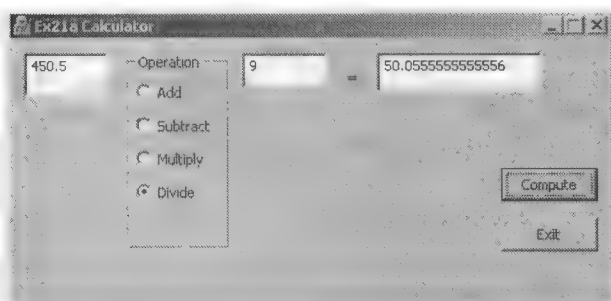 Ex21a Calculator
450.5
Operation
9
=
50.0555555555556
Add
Subtract
Multiply
Divide
Compute
Exit